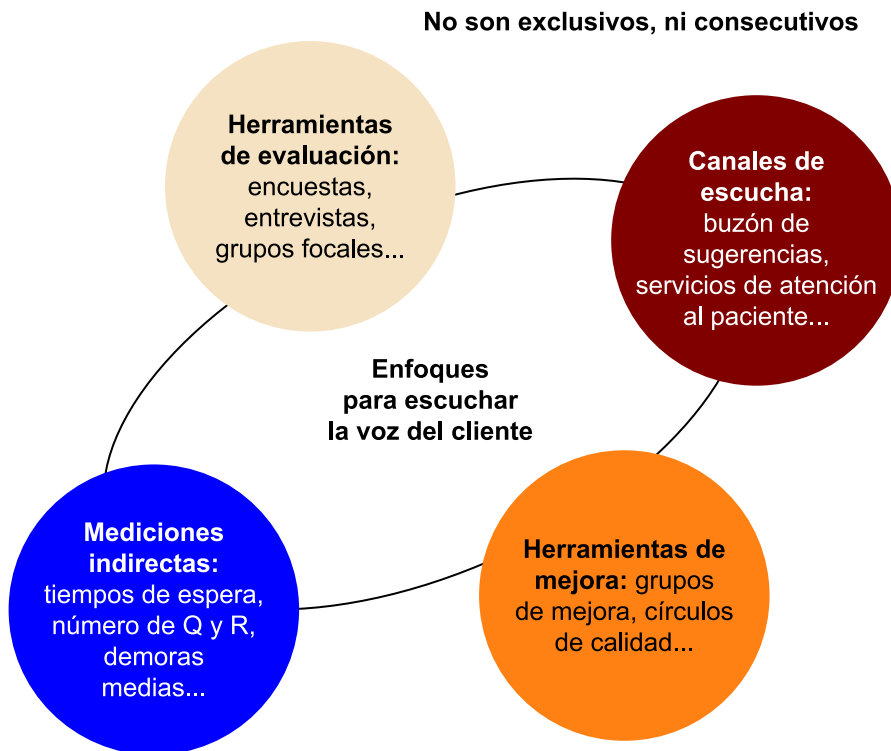 No son exclusivos, ni consecutivos
Herramientas
de evaluación:
encuestas,
entrevistas,
grupos focales...
Canales de
escucha:
buzón de
sugerencias,
servicios de atención
al paciente...
Enfoques
para escuchar
la voz del cliente
Mediciones
indirectas:
tiempos de espera,
número de Q y R,
demoras
medias...
Herramientas de
mejora: grupos
de mejora, círculos
de calidad...